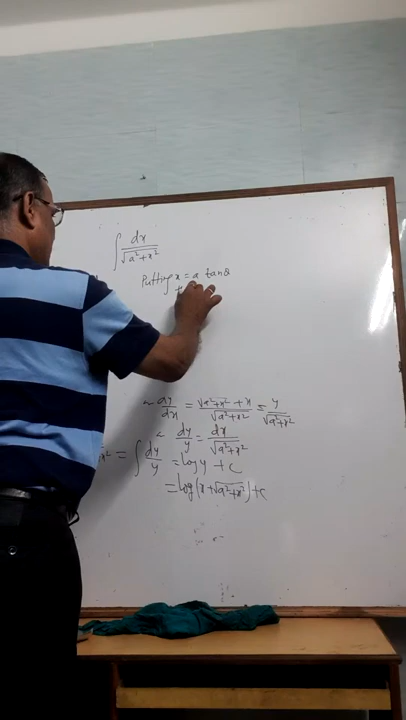 ∫ dx / √a²+x²
Putting x = a tanθ
~ dy/dx = √a²+x² + x / √a²+x² = y / √a²+x²
~ dy/y = dx / √a²+x²
x² = ∫ dy/y = log y + c
= log (x+√a²+x²) + c